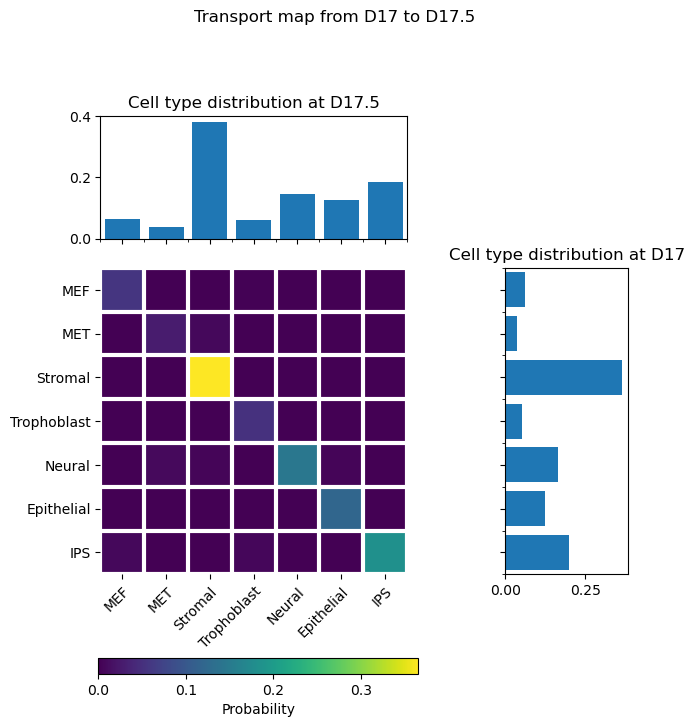 Transport map from D17 to D17.5
Cell type distribution at D17.5
0.4
0.2
0.0
Cell type distribution at D17
MEF
MET
Stromal
Trophoblast
Neural
Epithelial
IPS
0.00 0.25
MEF MET Stromal Trophoblast Neural Epithelial IPS
0.0 0.1 0.2 0.3
Probability